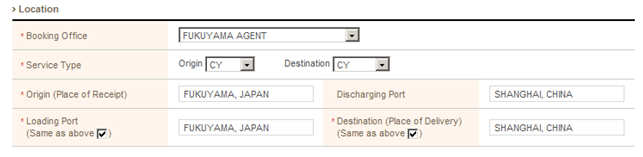 > Location
* Booking Office FUKUYAMA AGENT
* Service Type Origin CY Destination CY
* Origin (Place of Receipt) FUKUYAMA, JAPAN Discharging Port SHANGHAI, CHINA
* Loading Port
(Same as above ) FUKUYAMA, JAPAN
* Destination (Place of Delivery)
(Same as above ) SHANGHAI, CHINA